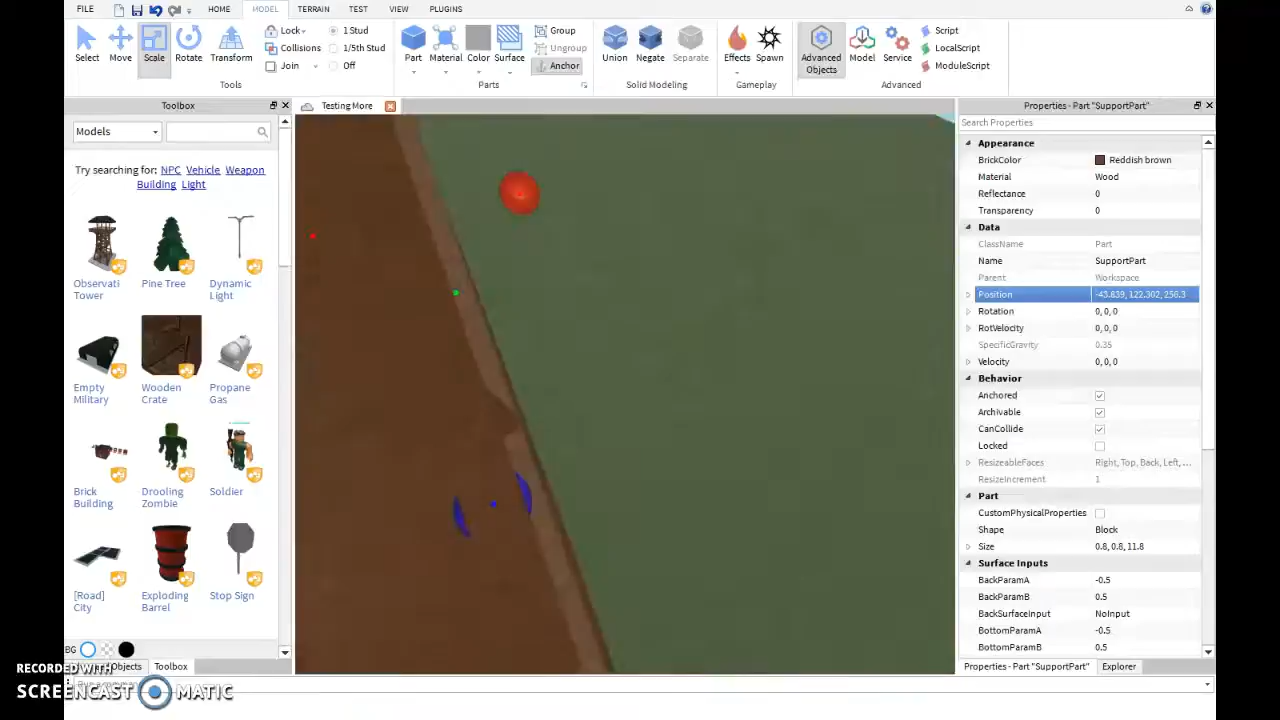 FILE HOME MODEL TERRAIN TEST VIEW PLUGINS
Select Move Scale Rotate Transform
Lock
Collisions
Join
1 Stud
1/5th Stud
Off
Tools
Part Material Color Surface
Group
Ungroup
Anchor
Parts
Union Negate Separate
Solid Modeling
Effects Spawn
Gameplay
Advanced
Objects
Model Service
Script
LocalScript
ModuleScript
Advanced
Toolbox
Models
Try searching for: NPC Vehicle Weapon
Building Light
Observati
Tower
Pine Tree
Dynamic
Light
Empty
Military
Wooden
Crate
Propane
Gas
Brick
Building
Drooling
Zombie
Soldier
[Road]
City
Exploding
Barrel
Stop Sign
BG
Objects Toolbox
Testing More
Properties - Part "SupportPart"
Search Properties
Appearance
BrickColor Reddish brown
Material Wood
Reflectance 0
Transparency 0
Data
ClassName Part
Name SupportPart
Parent Workspace
Position -43.639, 122.302, 256.3
Rotation 0, 0, 0
RotVelocity 0, 0, 0
SpecificGravity 0.35
Velocity 0, 0, 0
Behavior
Anchored
Archivable
CanCollide
Locked
ResizeableFaces Right, Top, Back, Left, ...
ResizeIncrement 1
Part
CustomPhysicalProperties
Shape Block
Size 0.8, 0.8, 11.8
Surface Inputs
BackParamA -0.5
BackParamB 0.5
BackSurfaceInput NoInput
BottomParamA -0.5
BottomParamB 0.5
Properties - Part "SupportPart" Explorer
RECORDED WITH
SCREENCAST MATIC